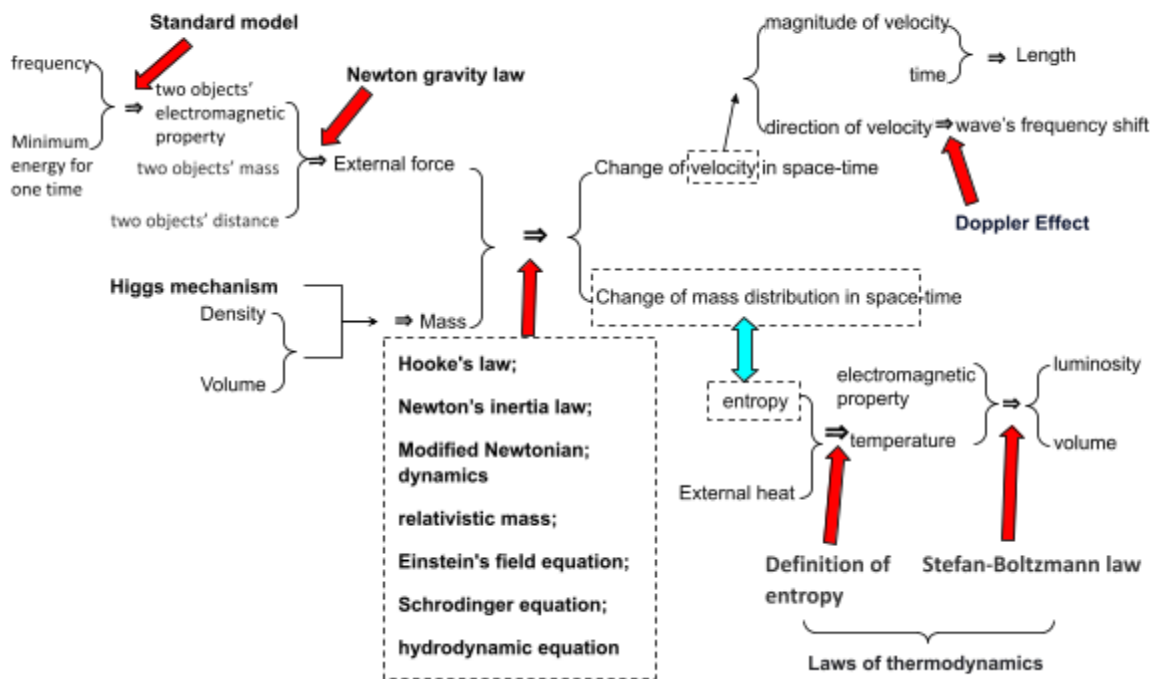 Standard model
frequency
Minimum
energy for
one time
⇒
two objects'
electromagnetic
property
two objects' mass
two objects' distance
Newton gravity law
⇒ External force
Higgs mechanism
Density
Volume
⇒ Mass
⇒
Hooke's law;
Newton's inertia law;
Modified Newtonian;
dynamics
relativistic mass;
Einstein's field equation;
Schrodinger equation;
hydrodynamic equation
magnitude of velocity
time
⇒ Length
direction of velocity ⇒ wave's frequency shift
Change of velocity in space-time
Doppler Effect
Change of mass distribution in space-time
entropy
External heat
⇒
electromagnetic
property
temperature
⇒
luminosity
volume
Definition of
entropy
Stefan-Boltzmann law
Laws of thermodynamics